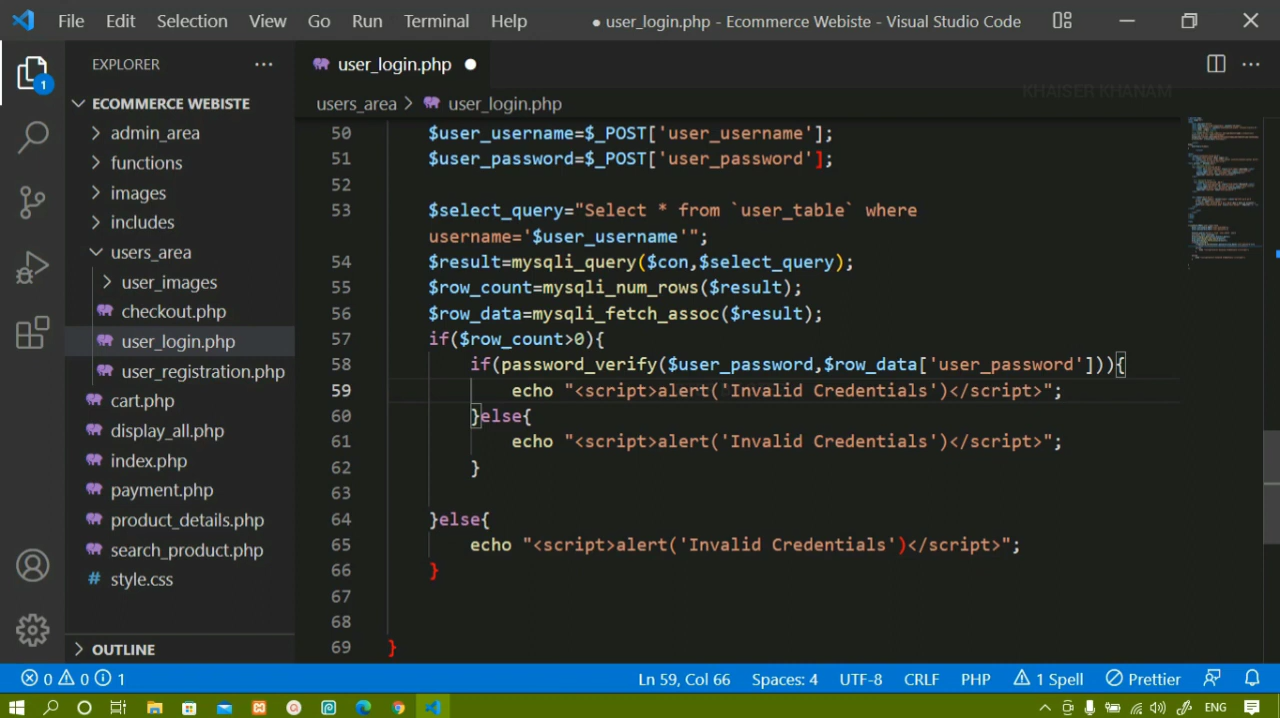 File Edit Selection View Go Run Terminal Help ● user_login.php - Ecommerce Webiste - Visual Studio Code
EXPLORER ...
user_login.php ●
KHAISER KHANAM
1
ECOMMERCE WEBISTE
admin_area
functions
images
includes
users_area
user_images
checkout.php
user_login.php
user_registration.php
cart.php
display_all.php
index.php
payment.php
product_details.php
search_product.php
# style.css
OUTLINE
users_area > user_login.php
50 $user_username=$_POST['user_username'];
51 $user_password=$_POST['user_password'];
52
53 $select_query="Select * from `user_table` where
username='$user_username'";
54 $result=mysqli_query($con,$select_query);
55 $row_count=mysqli_num_rows($result);
56 $row_data=mysqli_fetch_assoc($result);
57 if($row_count>0){
58 if(password_verify($user_password,$row_data['user_password'])){
59 echo "<script>alert('Invalid Credentials')</script>";
60 }else{
61 echo "<script>alert('Invalid Credentials')</script>";
62 }
63
64 }else{
65 echo "<script>alert('Invalid Credentials')</script>";
66 }
67
68
69 }
0 0 1 Ln 59, Col 66 Spaces: 4 UTF-8 CRLF PHP 1 Spell Prettier
ENG